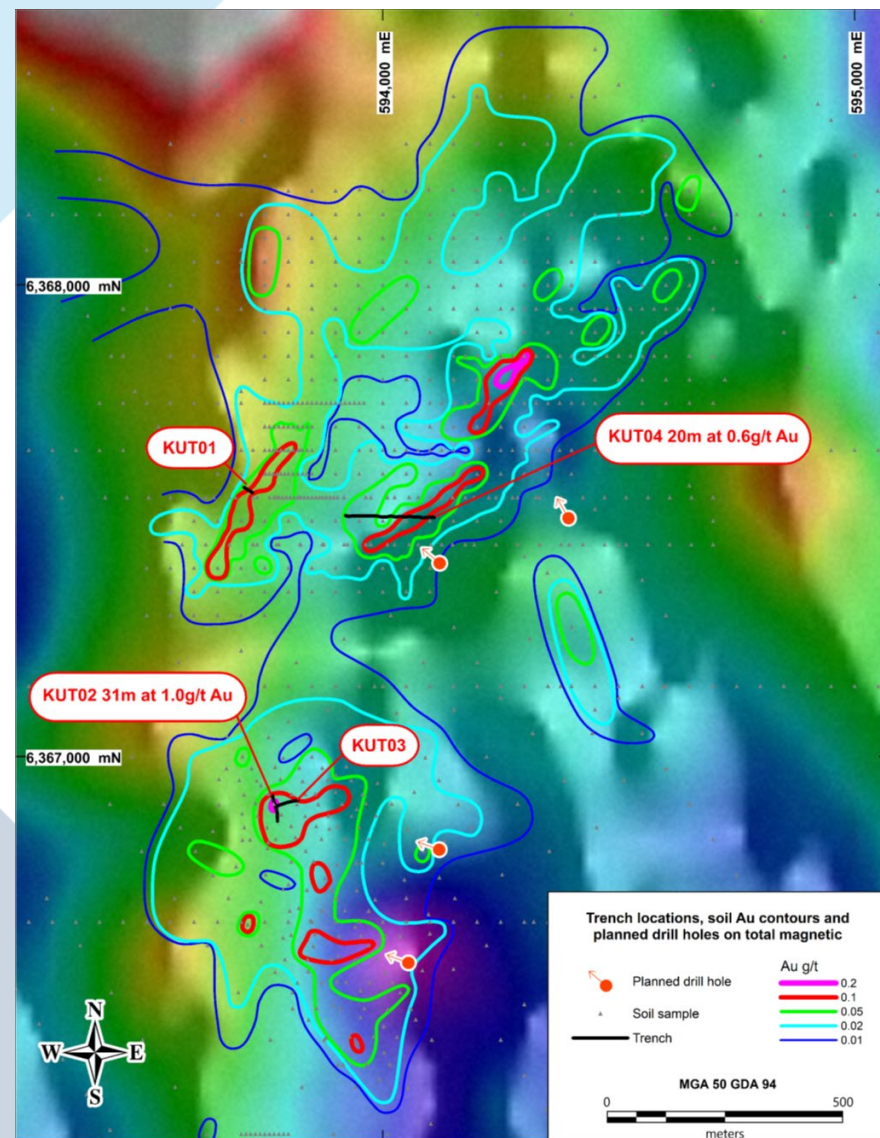 594,000 mE
595,000 mE
6,368,000 mN
KUT01
KUT04 20m at 0.6g/t Au
KUT02 31m at 1.0g/t Au
6,367,000 mN
KUT03
Trench locations, soil Au contours and
planned drill holes on total magnetic
Planned drill hole
Soil sample
Trench
Au g/t
0.2
0.1
0.05
0.02
0.01
N
W E
S
MGA 50 GDA 94
0 500
meters